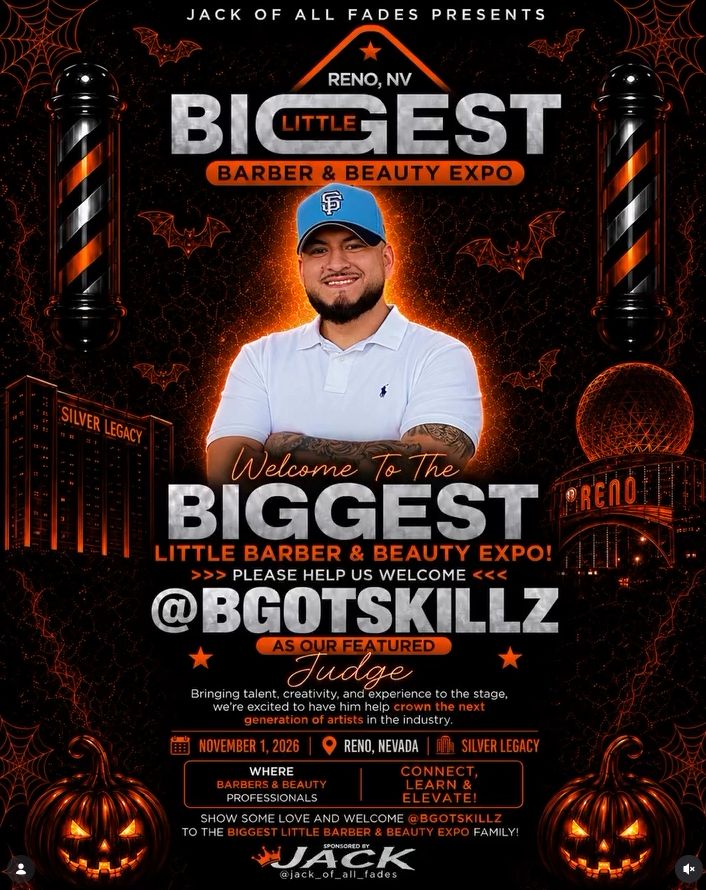 JACK OF ALL FADES PRESENTS
RENO, NV
BIGGEST
LITTLE
BARBER & BEAUTY EXPO
SF
SILVER LEGACY
RENO
Welcome To The
BIGGEST
LITTLE BARBER & BEAUTY EXPO!
>>> PLEASE HELP US WELCOME <<<
@BGOTSKILLZ
AS OUR FEATURED
Judge
Bringing talent, creativity, and experience to the stage,
we're excited to have him help crown the next
generation of artists in the industry.
NOVEMBER 1, 2026 | RENO, NEVADA | SILVER LEGACY
WHERE
BARBERS & BEAUTY
PROFESSIONALS
CONNECT,
LEARN &
ELEVATE!
SHOW SOME LOVE AND WELCOME @BGOTSKILLZ
TO THE BIGGEST LITTLE BARBER & BEAUTY EXPO FAMILY!
SPONSORED BY
JACK
@jack_of_all_fades